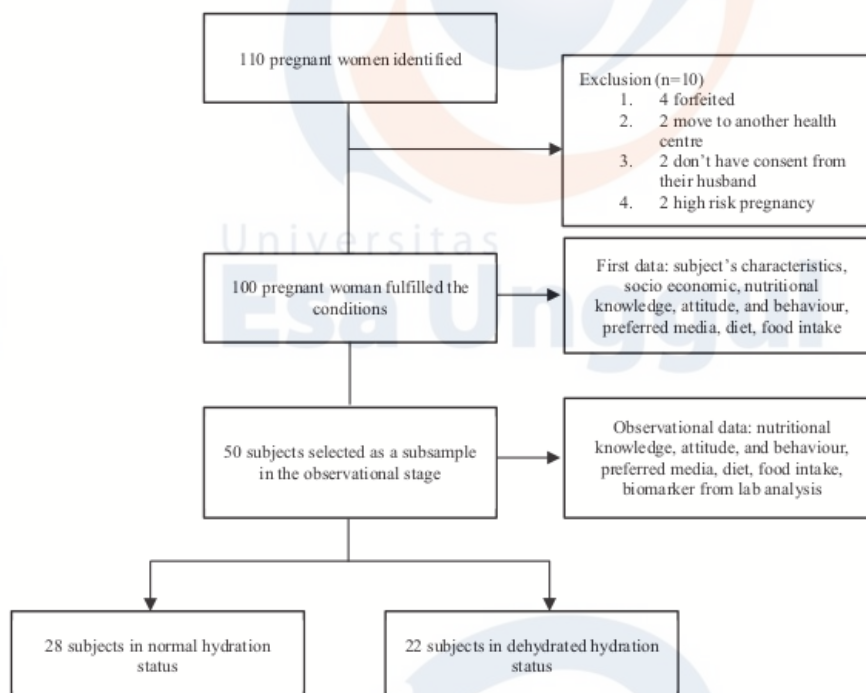 110 pregnant women identified
Exclusion (n=10)
1. 4 forfeited
2. 2 move to another health
centre
3. 2 don't have consent from
their husband
4. 2 high risk pregnancy
Universitas
Esa Unggul
100 pregnant woman fulfilled the
conditions
First data: subject's characteristics,
socio economic, nutritional
knowledge, attitude, and behaviour,
preferred media, diet, food intake
50 subjects selected as a subsample
in the observational stage
Observational data: nutritional
knowledge, attitude, and behaviour,
preferred media, diet, food intake,
biomarker from lab analysis
28 subjects in normal hydration
status
22 subjects in dehydrated hydration
status